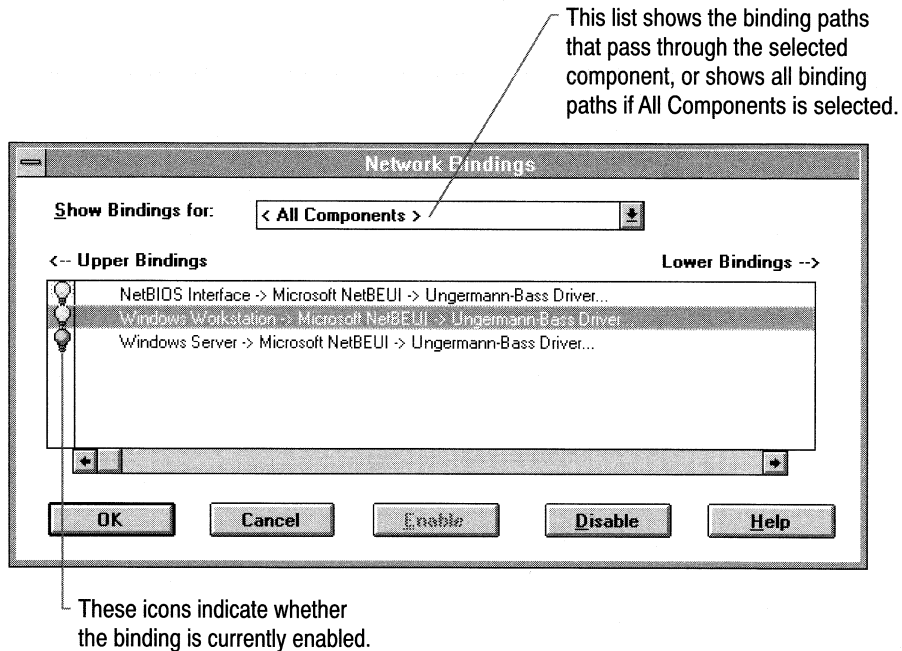 This list shows the binding paths
that pass through the selected
component, or shows all binding
paths if All Components is selected.
Network Bindings
Show Bindings for:
< All Components >
<-- Upper Bindings
Lower Bindings -->
NetBIOS Interface -> Microsoft NetBEUI -> Ungermann-Bass Driver...
Windows Workstation -> Microsoft NetBEUI -> Ungermann-Bass Driver...
Windows Server -> Microsoft NetBEUI -> Ungermann-Bass Driver...
OK
Cancel
Enable
Disable
Help
These icons indicate whether
the binding is currently enabled.